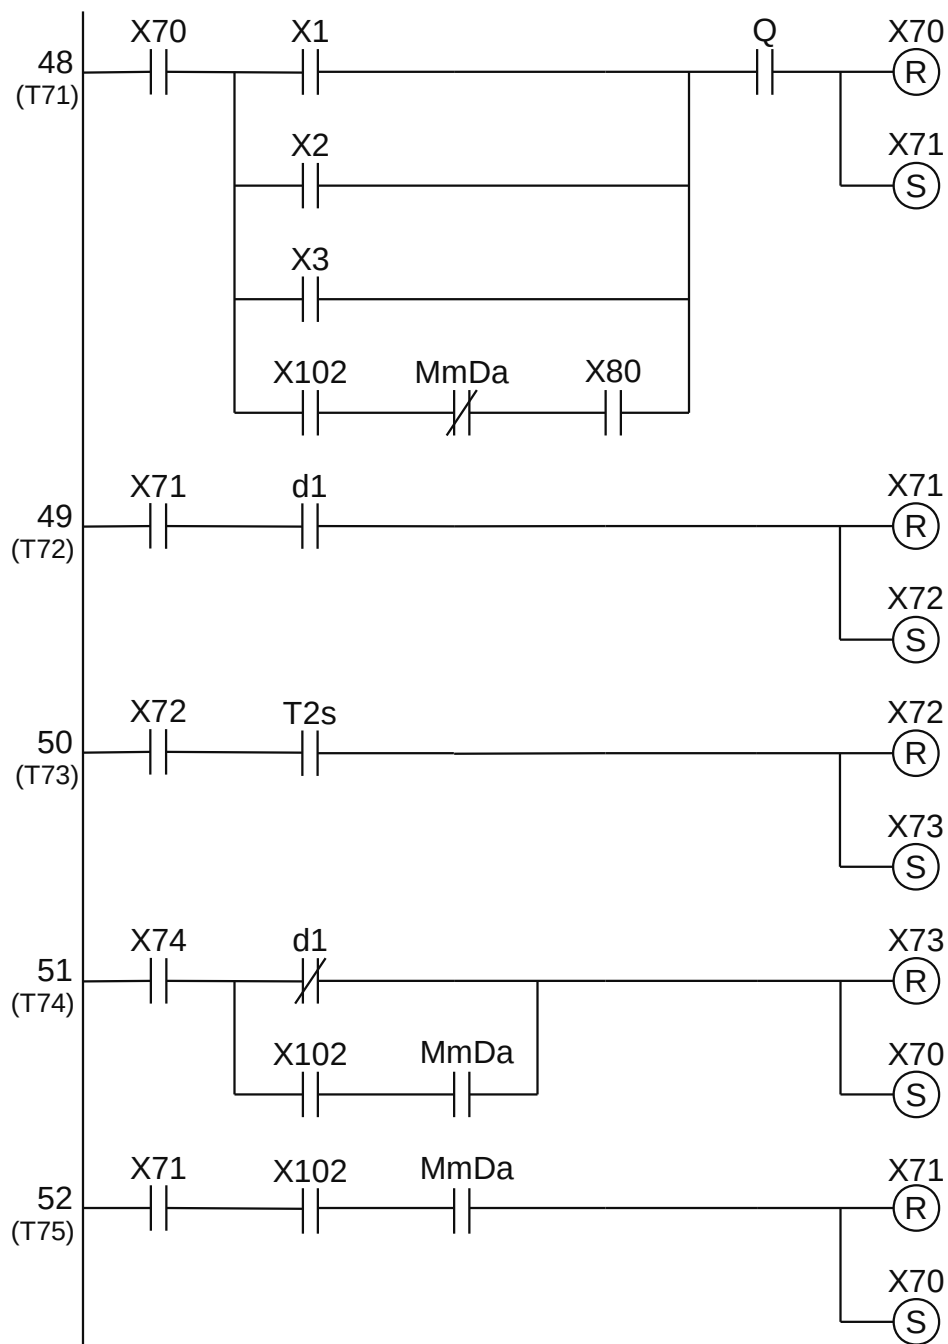 X70 X1 Q X70
48 R
(T71)
X2 X71
S
X3
X102 MmDa X80
X71 d1 X71
49 R
(T72)
X72
S
X72 T2s X72
50 R
(T73)
X73
S
X74 d1 X73
51 R
(T74)
X102 MmDa X70
S
X71 X102 MmDa X71
52 R
(T75)
X70
S